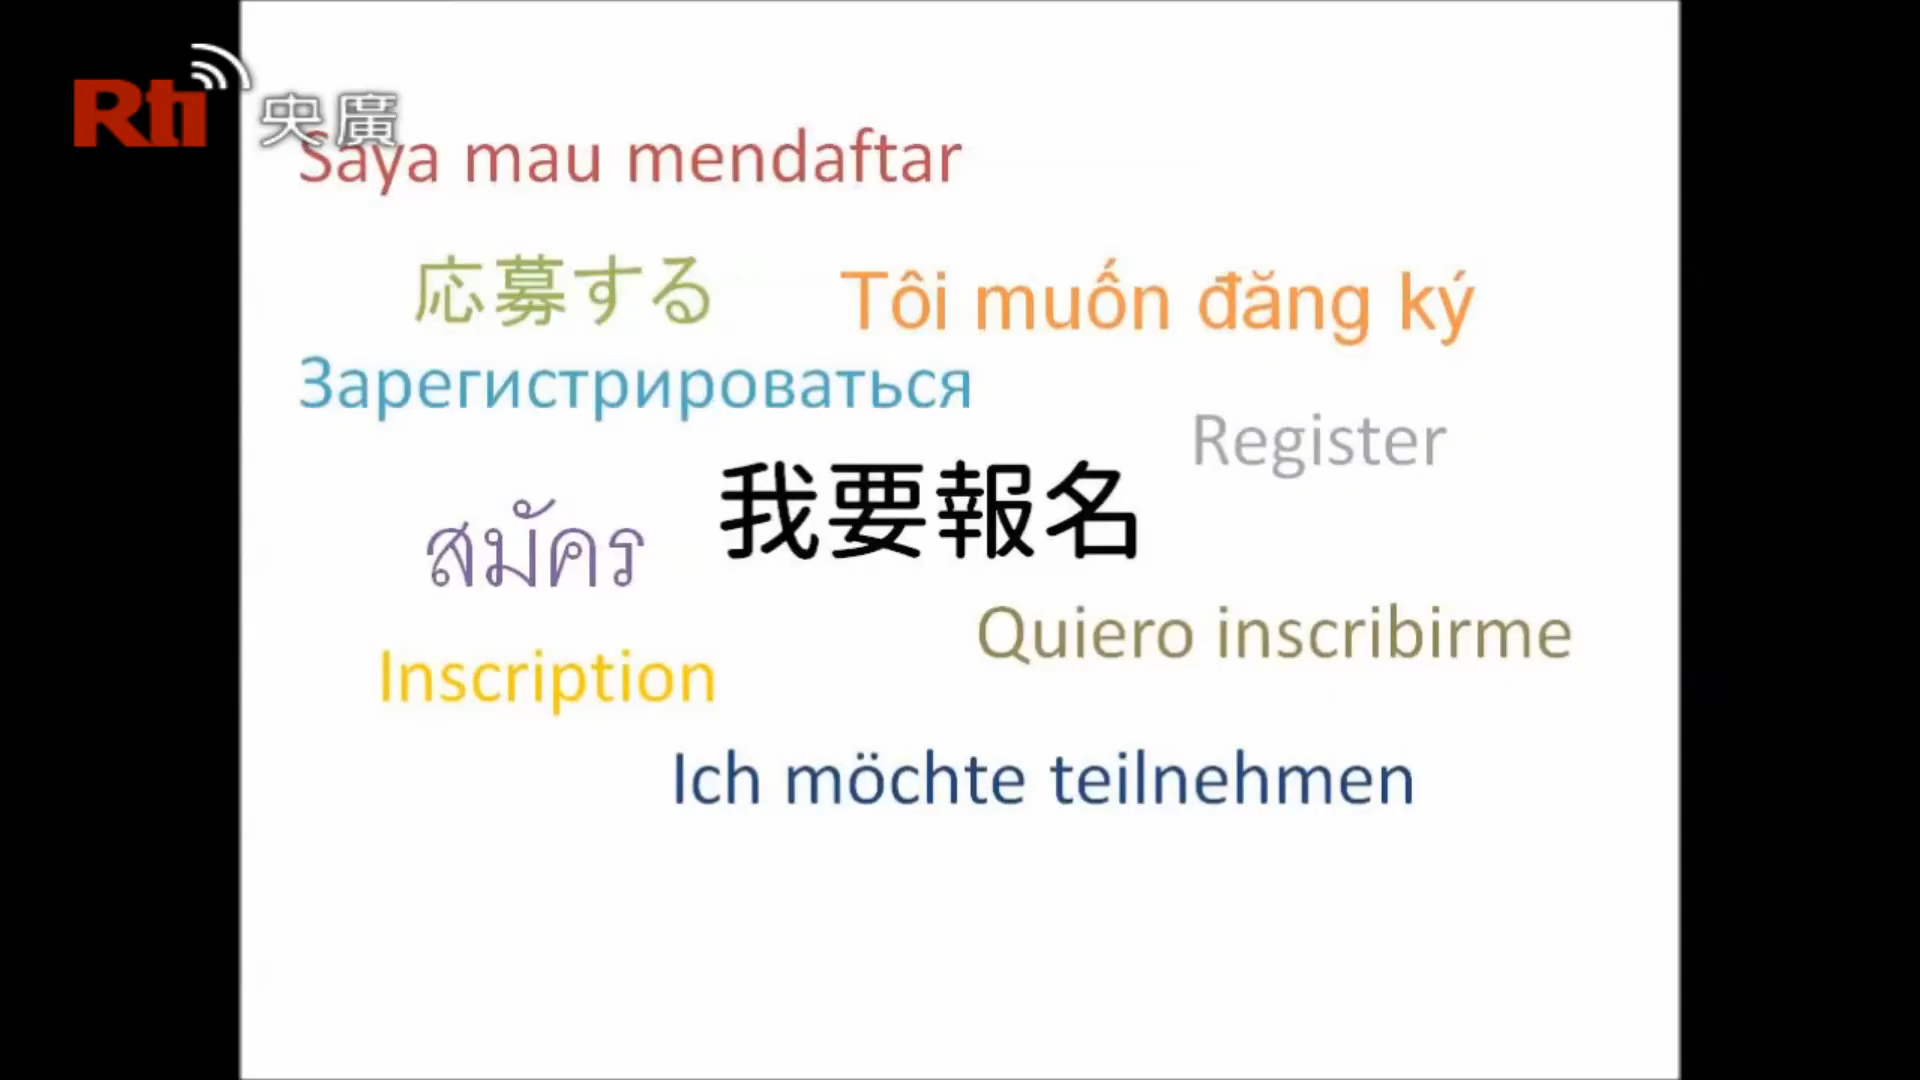 Rti 央廣
Saya mau mendaftar
応募する
Tôi muốn đăng ký
Зарегистрироваться
Register
我要報名
สมัคร
Quiero inscribirme
Inscription
Ich möchte teilnehmen